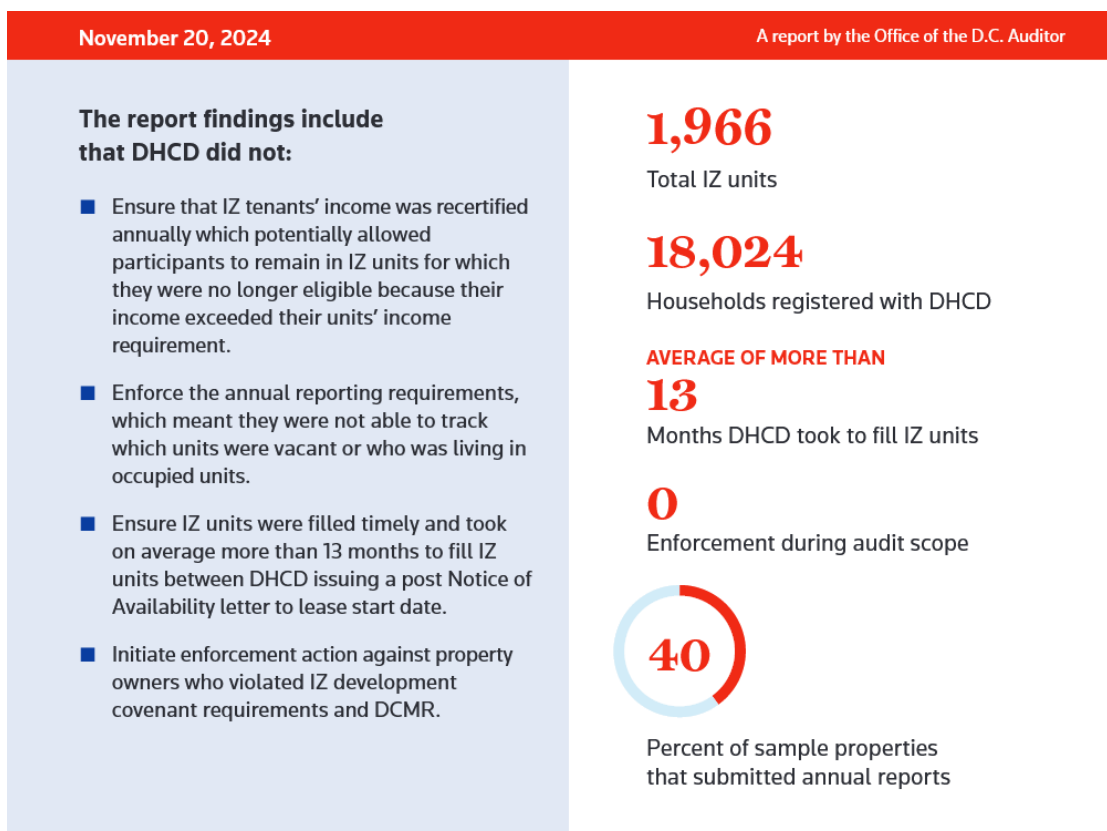 November 20, 2024
A report by the Office of the D.C. Auditor
The report findings include
that DHCD did not:
■ Ensure that IZ tenants’ income was recertified
annually which potentially allowed
participants to remain in IZ units for which
they were no longer eligible because their
income exceeded their units’ income
requirement.
■ Enforce the annual reporting requirements,
which meant they were not able to track
which units were vacant or who was living in
occupied units.
■ Ensure IZ units were filled timely and took
on average more than 13 months to fill IZ
units between DHCD issuing a post Notice of
Availability letter to lease start date.
■ Initiate enforcement action against property
owners who violated IZ development
covenant requirements and DCMR.
1,966
Total IZ units
18,024
Households registered with DHCD
AVERAGE OF MORE THAN
13
Months DHCD took to fill IZ units
0
Enforcement during audit scope
40
Percent of sample properties
that submitted annual reports